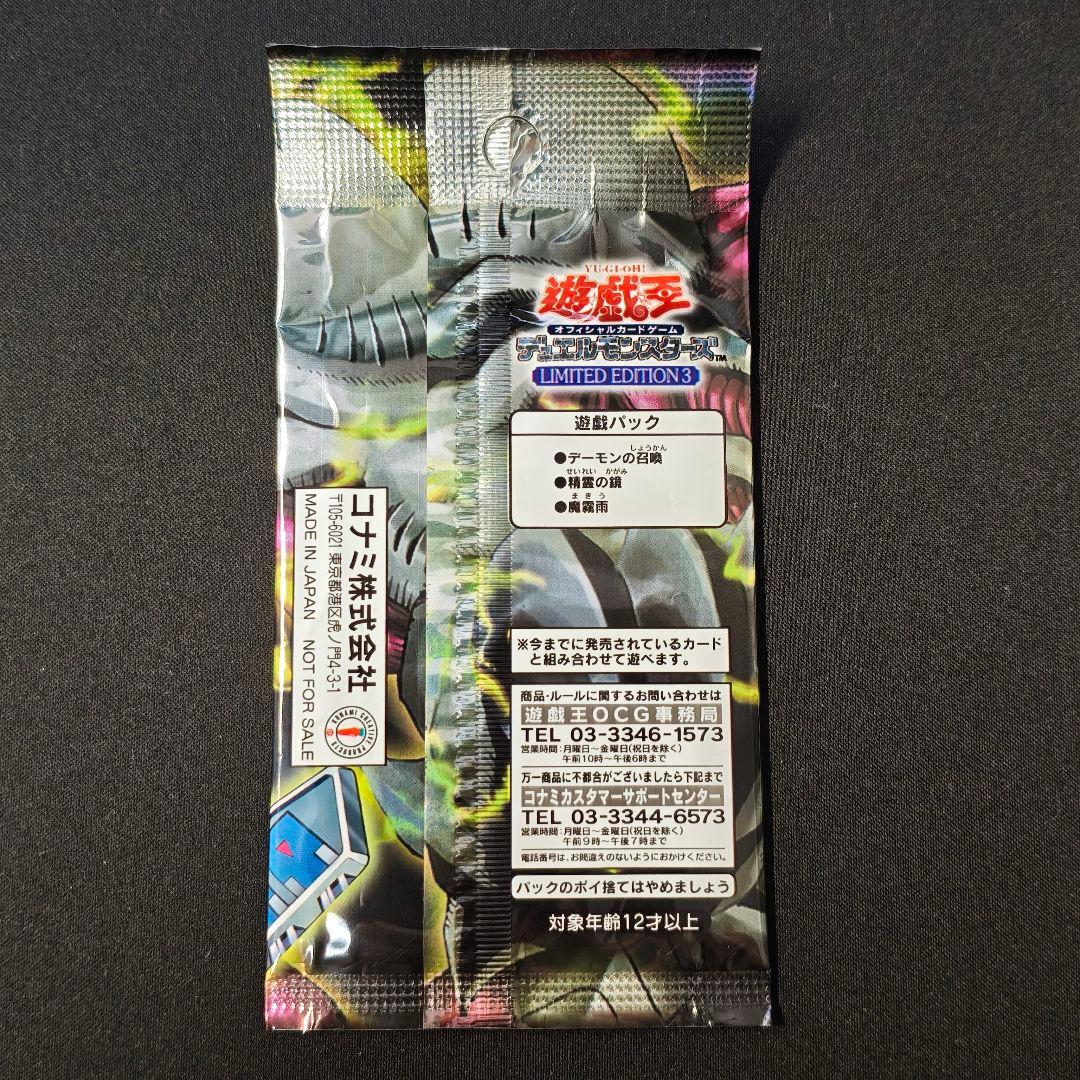 YU-GI-OH!
遊戯王
オフィシャルカードゲーム
デュエルモンスターズ™
LIMITED EDITION 3
遊戯パック
●デーモンの召喚
しょうかん
●精霊の鏡
せいれい かがみ
●魔霧雨
まきう
※今までに発売されているカード
と組み合わせて遊べます。
商品・ルールに関するお問い合わせは
遊戯王OCG事務局
TEL 03-3346-1573
営業時間:月曜日〜金曜日(祝日を除く)
午前10時〜午後6時まで
万一商品に不都合がございましたら下記まで
コナミカスタマーサポートセンター
TEL 03-3344-6573
営業時間:月曜日〜金曜日(祝日を除く)
午前9時〜午後7時まで
電話番号は、お間違えのないようにおかけください。
パックのポイ捨てはやめましょう
対象年齢12才以上
コナミ株式会社
〒105-6021 東京都港区虎ノ門4-3-1
MADE IN JAPAN NOT FOR SALE
KONAMI CREATIVE PRODUCTS